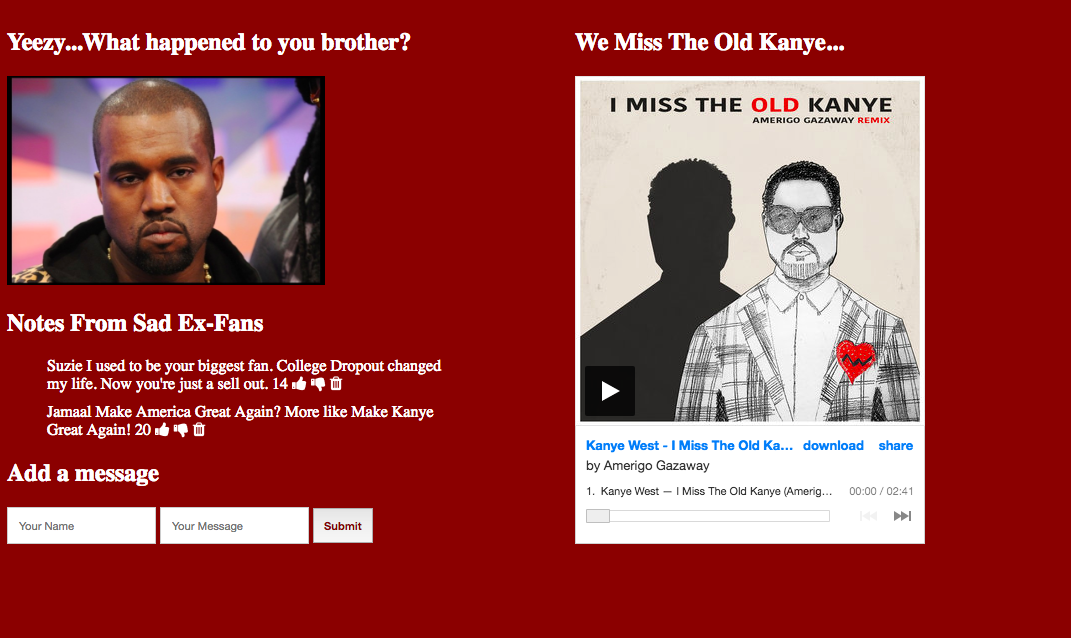 Yeezy...What happened to you brother?
Notes From Sad Ex-Fans
Suzie I used to be your biggest fan. College Dropout changed
my life. Now you're just a sell out. 14
Jamaal Make America Great Again? More like Make Kanye
Great Again! 20
Add a message
Your Name
Your Message
Submit
We Miss The Old Kanye...
I MISS THE OLD KANYE
AMERIGO GAZAWAY REMIX
Kanye West - I Miss The Old Ka... download share
by Amerigo Gazaway
1. Kanye West — I Miss The Old Kanye (Amerig... 00:00 / 02:41